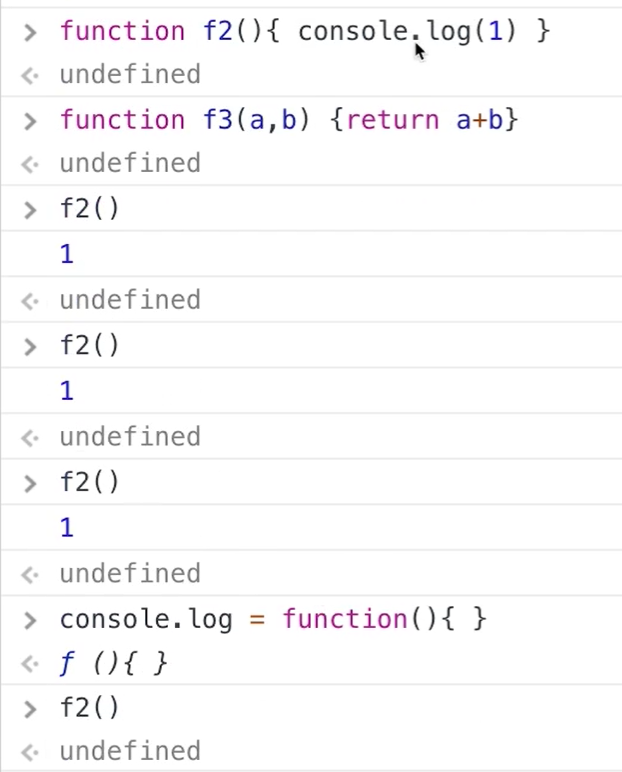 > function f2(){ console.log(1) }
<· undefined
> function f3(a,b) {return a+b}
<· undefined
> f2()
1
<· undefined
> f2()
1
<· undefined
> f2()
1
<· undefined
> console.log = function(){ }
<· ƒ (){ }
> f2()
<· undefined